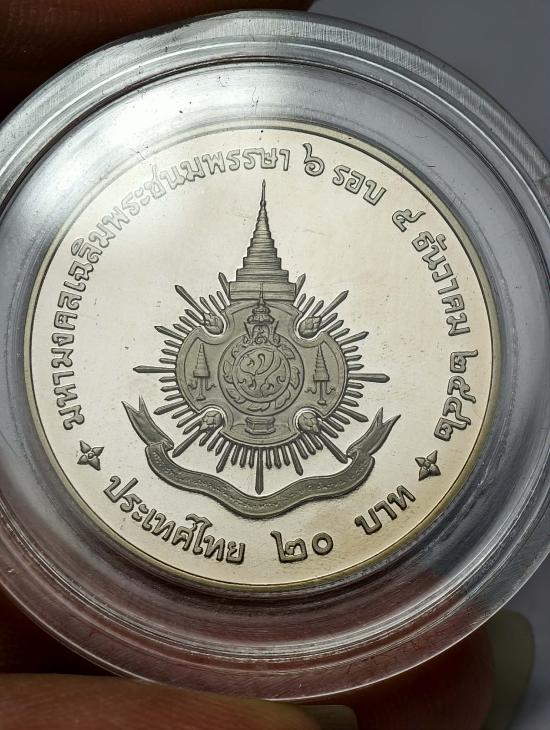 มหามงคลเฉลิมพระชนมพรรษา ๖ รอบ ๕ ธันวาคม ๒๕๔๒
ประเทศไทย ๒๐ บาท